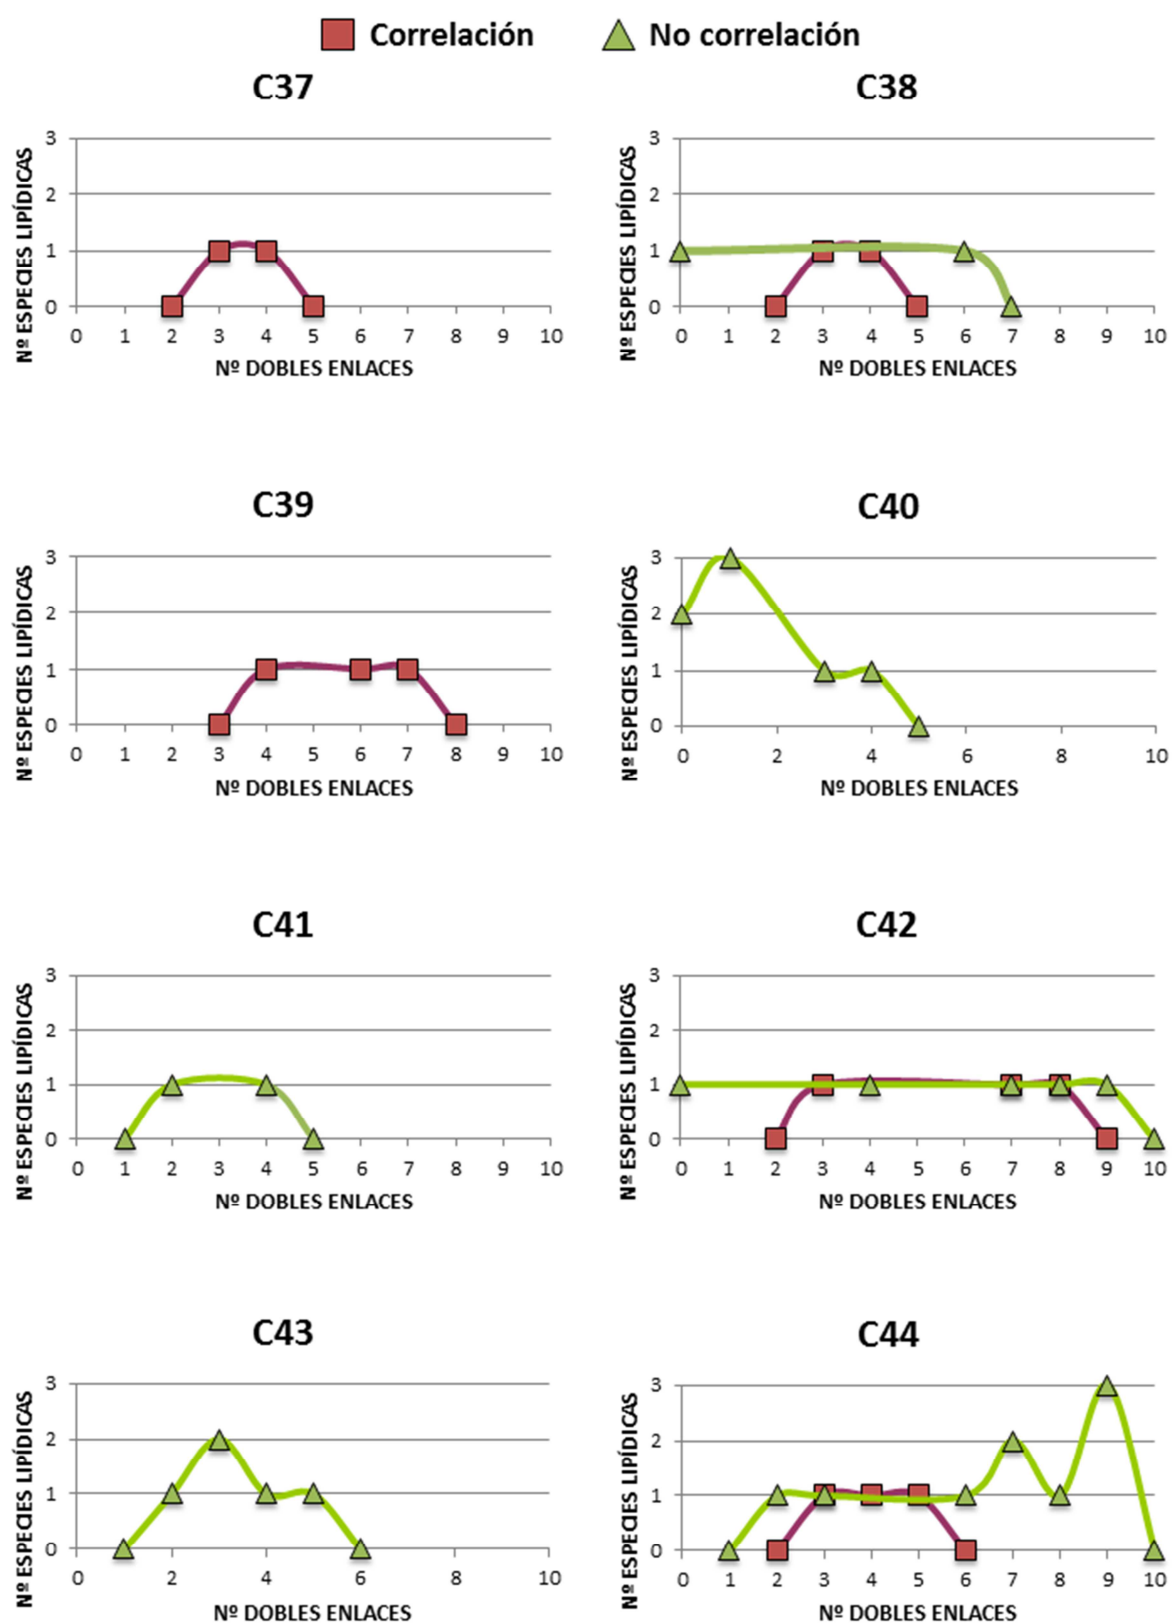 Correlación No correlación
C37
Nº ESPECIES LIPÍDICAS
3
2
1
0
0 1 2 3 4 5 6 7 8 9 10
Nº DOBLES ENLACES
C38
Nº ESPECIES LIPÍDICAS
3
2
1
0
0 1 2 3 4 5 6 7 8 9 10
Nº DOBLES ENLACES
C39
Nº ESPECIES LIPÍDICAS
3
2
1
0
0 1 2 3 4 5 6 7 8 9 10
Nº DOBLES ENLACES
C40
Nº ESPECIES LIPÍDICAS
3
2
1
0
0 2 4 6 8 10
Nº DOBLES ENLACES
C41
Nº ESPECIES LIPÍDICAS
3
2
1
0
0 1 2 3 4 5 6 7 8 9 10
Nº DOBLES ENLACES
C42
Nº ESPECIES LIPÍDICAS
3
2
1
0
0 1 2 3 4 5 6 7 8 9 10
Nº DOBLES ENLACES
C43
Nº ESPECIES LIPÍDICAS
3
2
1
0
0 2 4 6 8 10
Nº DOBLES ENLACES
C44
Nº ESPECIES LIPÍDICAS
3
2
1
0
0 1 2 3 4 5 6 7 8 9 10
Nº DOBLES ENLACES